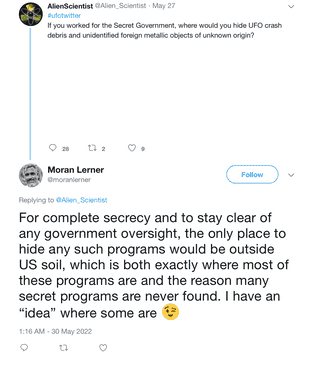 AlienScientist @Alien_Scientist · May 27
#ufotwitter
If you worked for the Secret Government, where would you hide UFO crash
debris and unidentified foreign metallic objects of unknown origin?
28 2 9
Moran Lerner
@moranlerner
Follow
Replying to @Alien_Scientist
For complete secrecy and to stay clear of
any government oversight, the only place to
hide any such programs would be outside
US soil, which is both exactly where most of
these programs are and the reason many
secret programs are never found. I have an
“idea” where some are 😉
1:16 AM - 30 May 2022